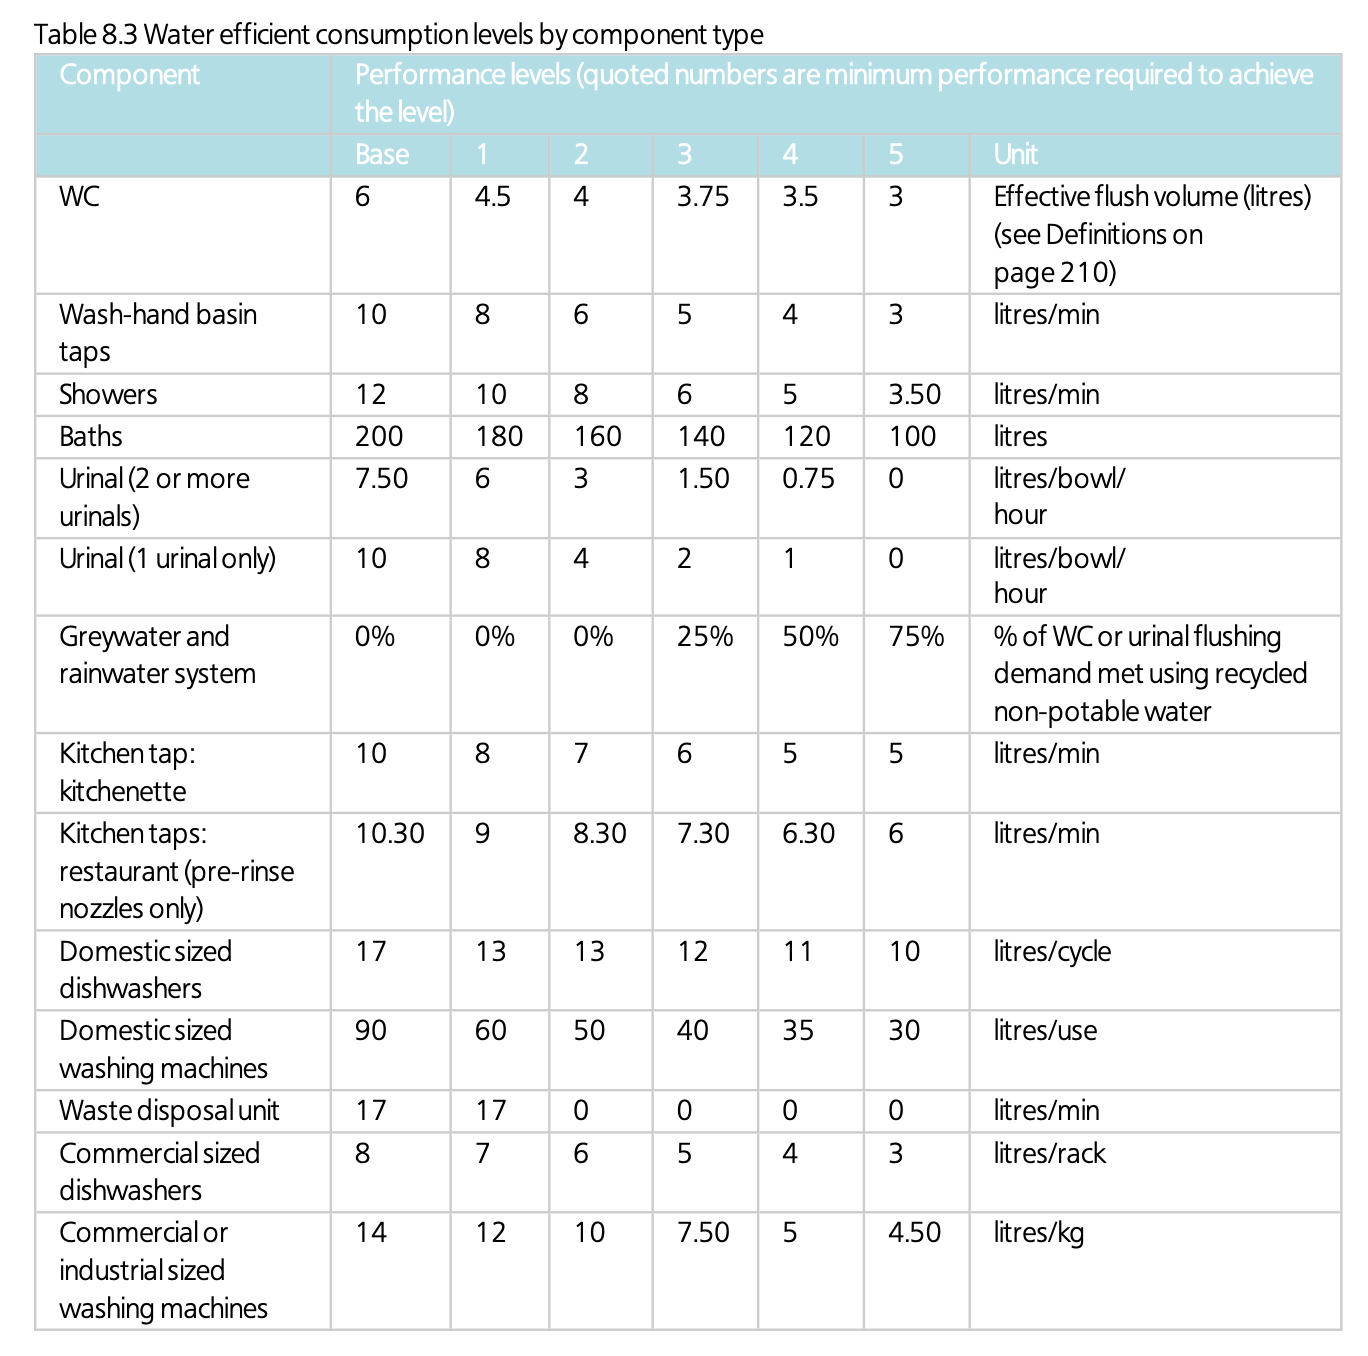 Table 8.3 Water efficient consumption levels by component type
Component Performance levels (quoted numbers are minimum performance required to achieve
the level)
Base 1 2 3 4 5 Unit
WC 6 4.5 4 3.75 3.5 3 Effective flush volume (litres)
(see Definitions on
page 210)
Wash-hand basin 10 8 6 5 4 3 litres/min
taps
Showers 12 10 8 6 5 3.50 litres/min
Baths 200 180 160 140 120 100 litres
Urinal (2 or more 7.50 6 3 1.50 0.75 0 litres/bowl/
urinals) hour
Urinal (1 urinal only) 10 8 4 2 1 0 litres/bowl/
hour
Greywater and 0% 0% 0% 25% 50% 75% % of WC or urinal flushing
rainwater system demand met using recycled
non-potable water
Kitchen tap: 10 8 7 6 5 5 litres/min
kitchenette
Kitchen taps: 10.30 9 8.30 7.30 6.30 6 litres/min
restaurant (pre-rinse
nozzles only)
Domestic sized 17 13 13 12 11 10 litres/cycle
dishwashers
Domestic sized 90 60 50 40 35 30 litres/use
washing machines
Waste disposal unit 17 17 0 0 0 0 litres/min
Commercial sized 8 7 6 5 4 3 litres/rack
dishwashers
Commercial or 14 12 10 7.50 5 4.50 litres/kg
industrial sized
washing machines